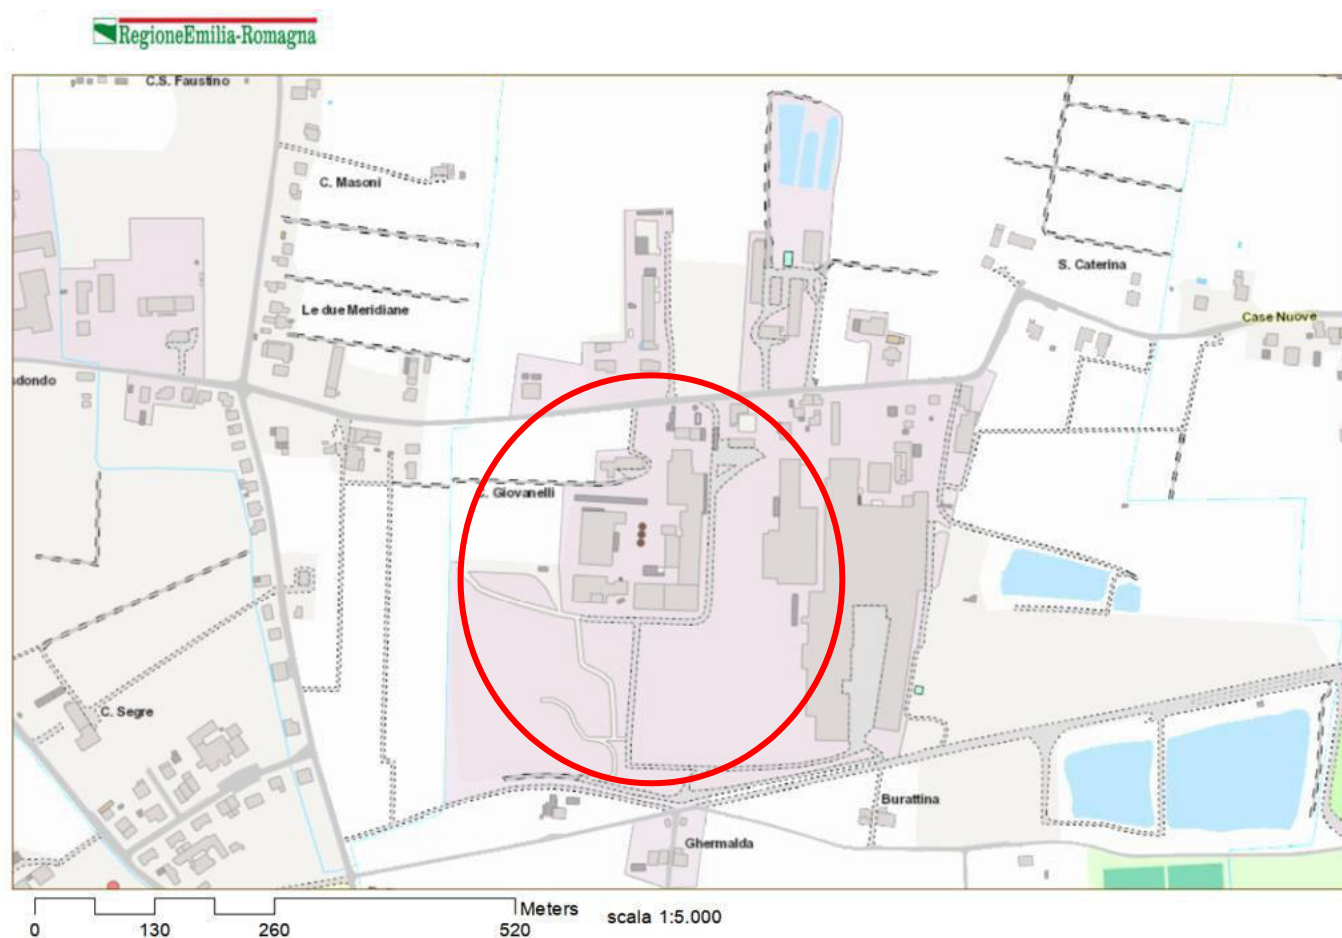 RegioneEmilia-Romagna
C.S. Faustino
C. Masoni
S. Caterina
Le due Meridiane
Case Nuove
dondo
C. Giovanelli
C. Segre
Burattina
Ghermalda
Meters
scala 1:5.000
0 130 260 520